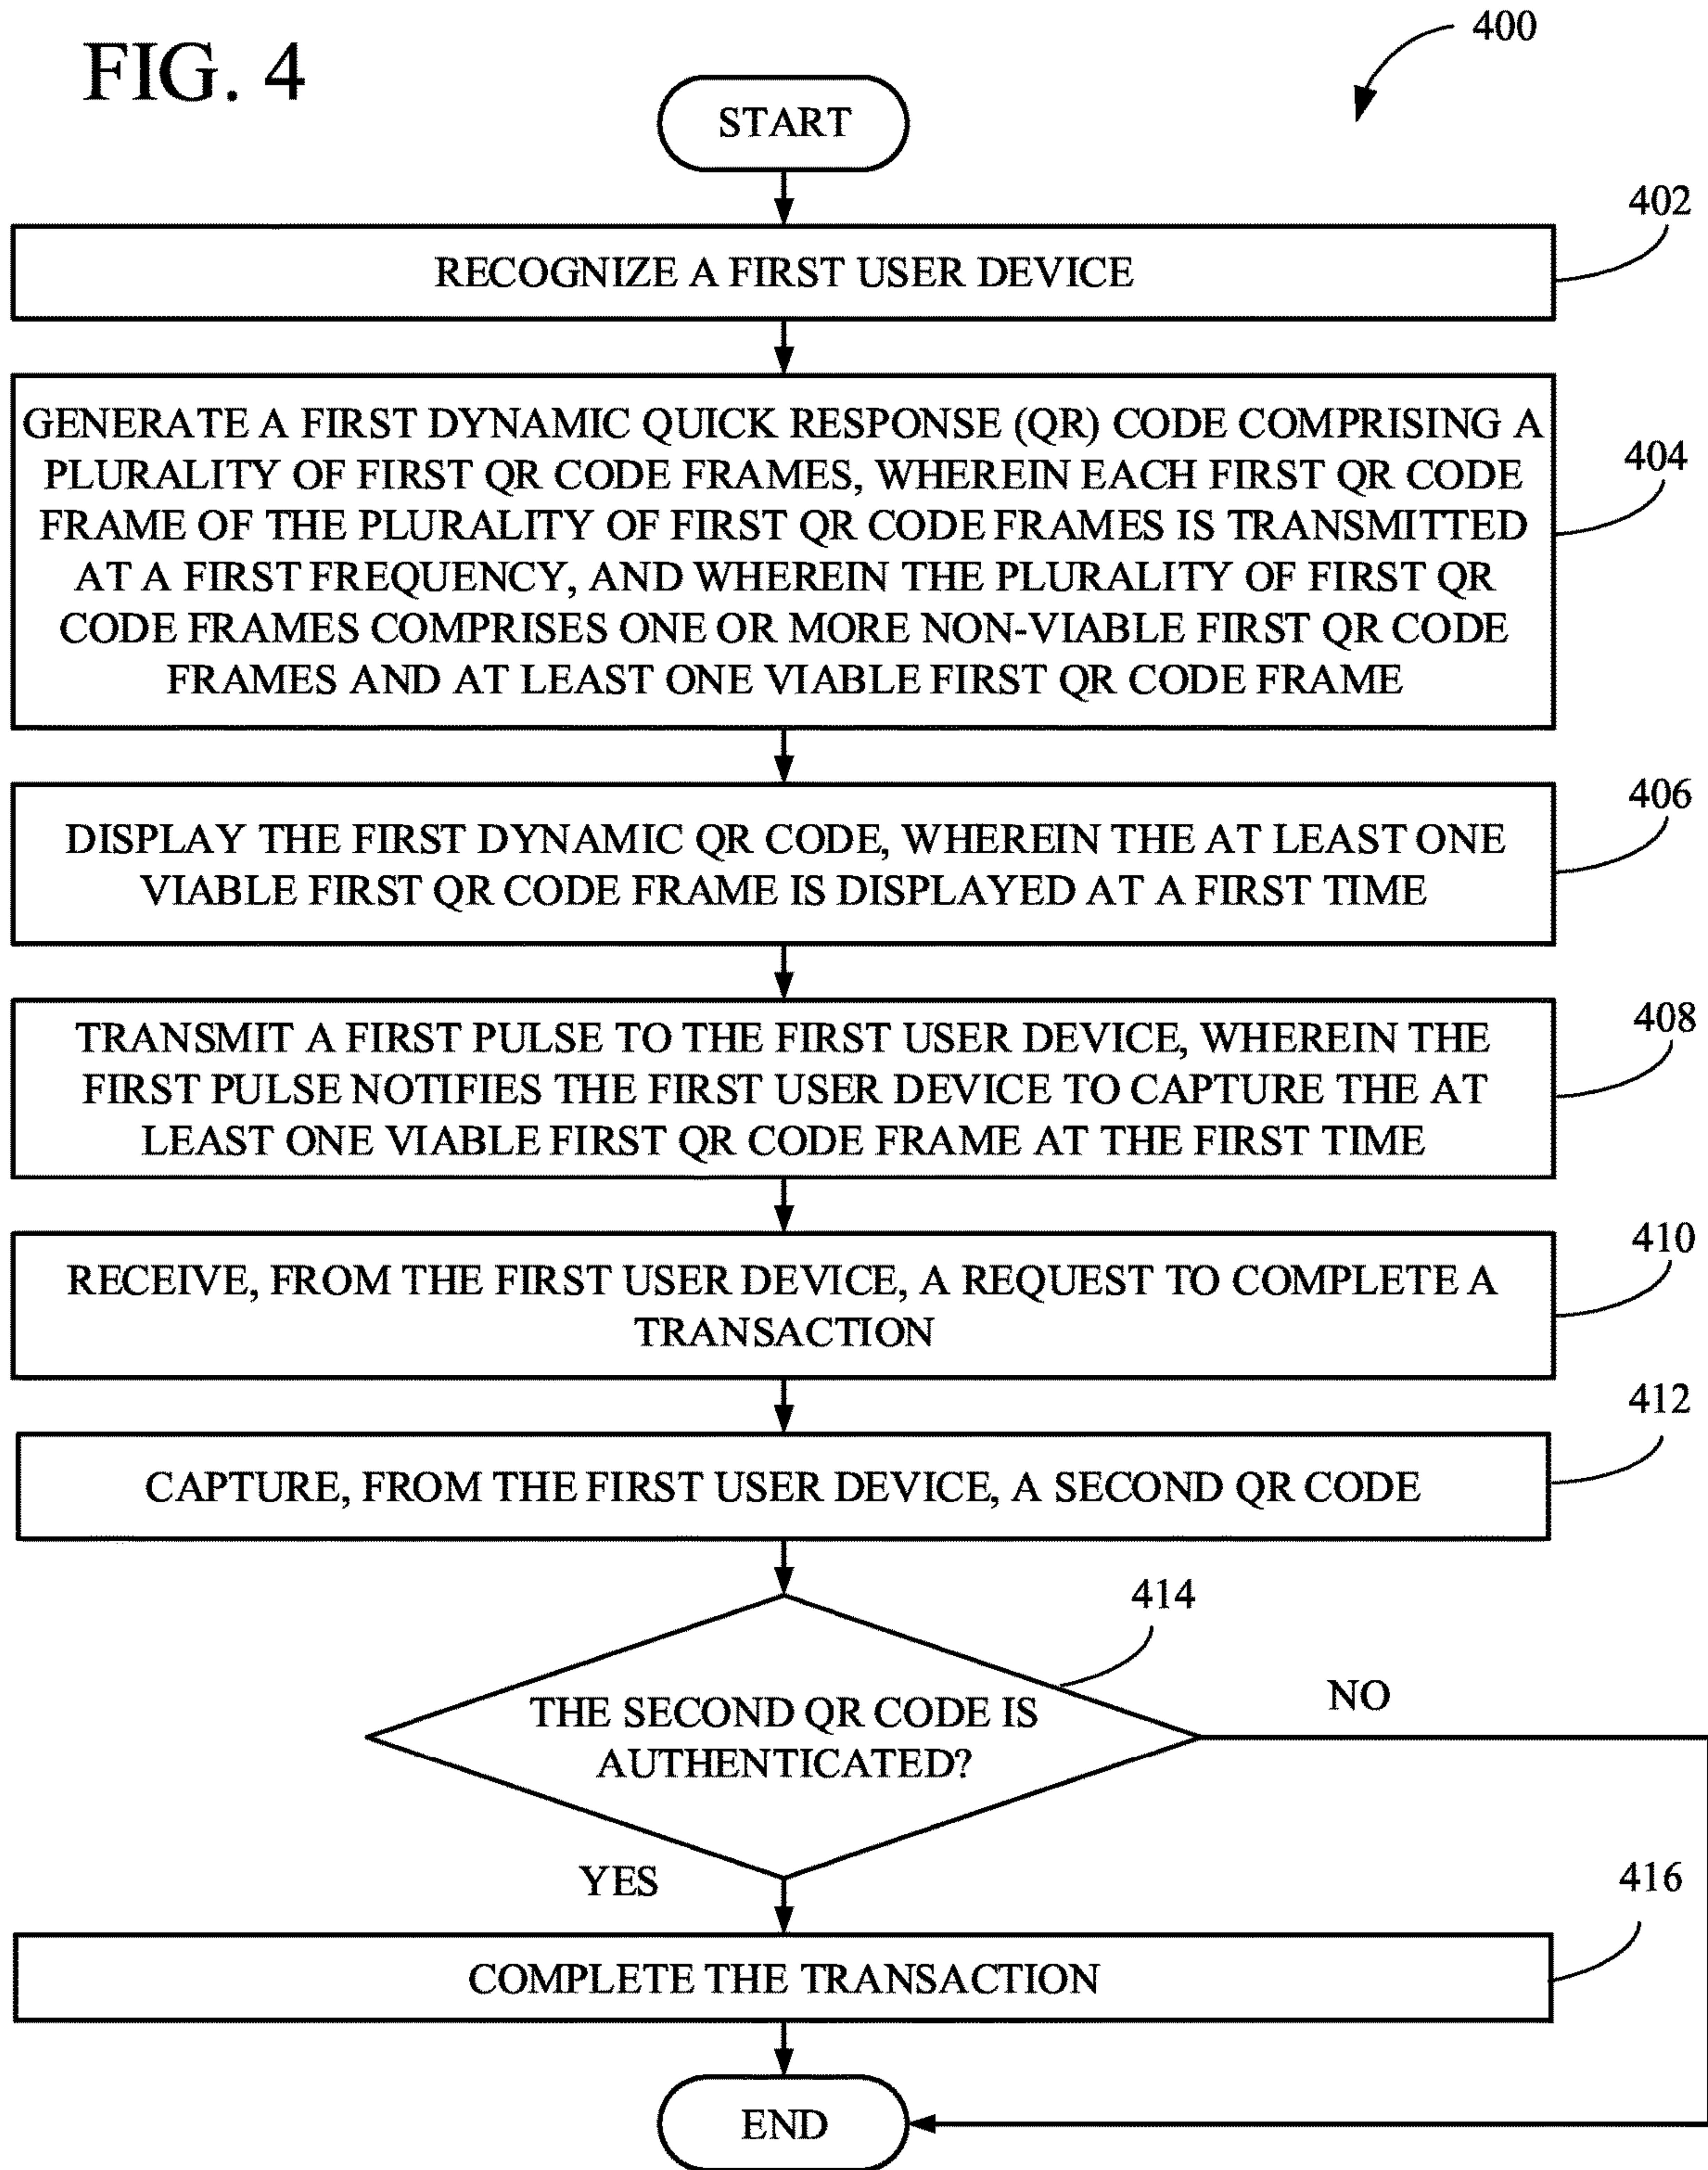 FIG. 4
400
START
402
RECOGNIZE A FIRST USER DEVICE
GENERATE A FIRST DYNAMIC QUICK RESPONSE (QR) CODE COMPRISING A
PLURALITY OF FIRST QR CODE FRAMES, WHEREIN EACH FIRST QR CODE
FRAME OF THE PLURALITY OF FIRST QR CODE FRAMES IS TRANSMITTED
AT A FIRST FREQUENCY, AND WHEREIN THE PLURALITY OF FIRST QR
CODE FRAMES COMPRISES ONE OR MORE NON-VIABLE FIRST QR CODE
FRAMES AND AT LEAST ONE VIABLE FIRST QR CODE FRAME
404
406
DISPLAY THE FIRST DYNAMIC QR CODE, WHEREIN THE AT LEAST ONE
VIABLE FIRST QR CODE FRAME IS DISPLAYED AT A FIRST TIME
408
TRANSMIT A FIRST PULSE TO THE FIRST USER DEVICE, WHEREIN THE
FIRST PULSE NOTIFIES THE FIRST USER DEVICE TO CAPTURE THE AT
LEAST ONE VIABLE FIRST QR CODE FRAME AT THE FIRST TIME
410
RECEIVE, FROM THE FIRST USER DEVICE, A REQUEST TO COMPLETE A
TRANSACTION
412
CAPTURE, FROM THE FIRST USER DEVICE, A SECOND QR CODE
414
THE SECOND QR CODE IS
AUTHENTICATED?
NO
YES
416
COMPLETE THE TRANSACTION
END